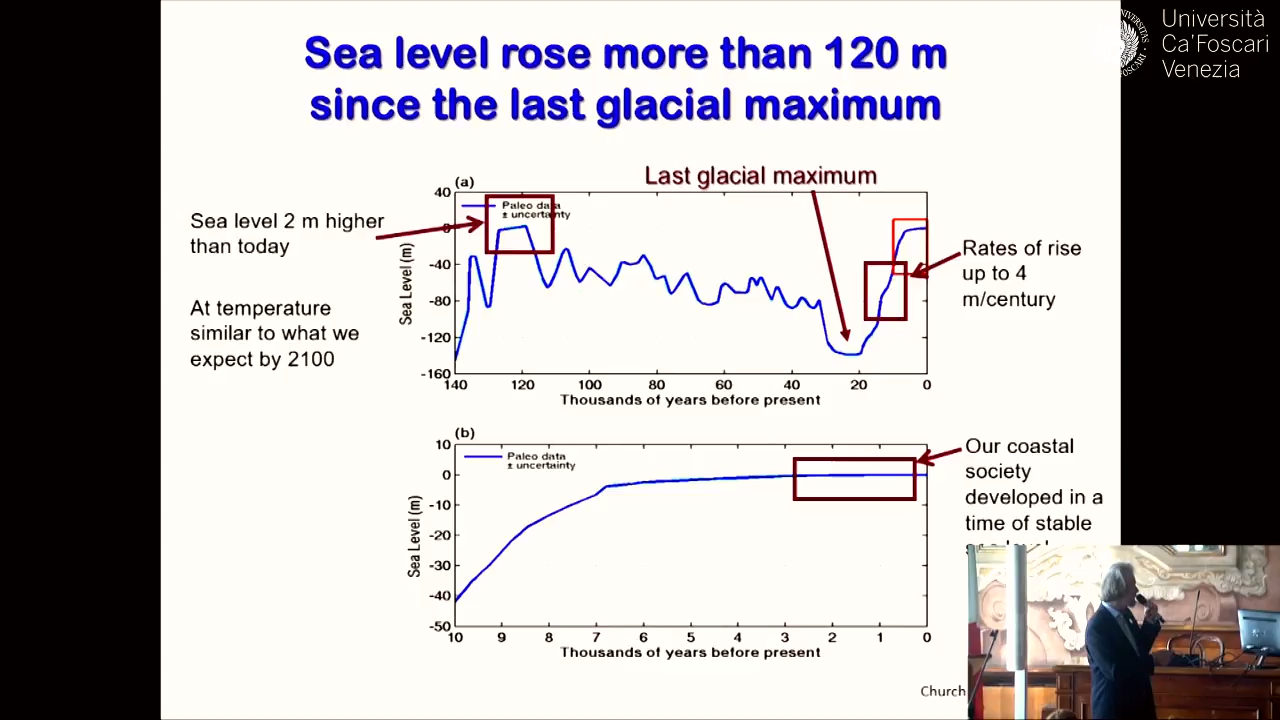 Sea level rose more than 120 m
since the last glacial maximum
Università
Ca'Foscari
Venezia
Last glacial maximum
Sea level 2 m higher
than today
At temperature
similar to what we
expect by 2100
(a)
Paleo data
± uncertainty
40
0
-40
-80
-120
-160
Sea Level (m)
140 120 100 80 60 40 20 0
Thousands of years before present
Rates of rise
up to 4
m/century
(b)
Paleo data
± uncertainty
10
0
-10
-20
-30
-40
-50
Sea Level (m)
10 9 8 7 6 5 4 3 2 1 0
Thousands of years before present
Our coastal
society
developed in a
time of stable
Church